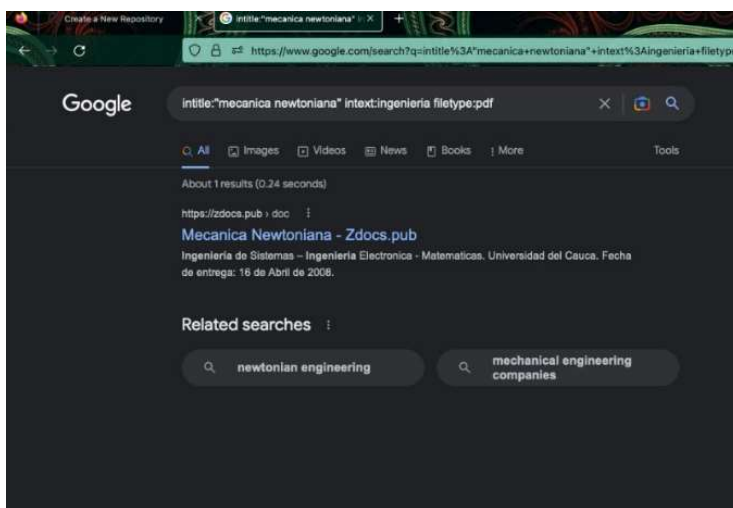 Create a New Repository
intitle:"mecanica newtoniana" in
https://www.google.com/search?q=intitle%3A"mecanica+newtoniana"+intext%3Aingenieria+filetyp
Google
intitle:"mecanica newtoniana" intext:ingenieria filetype:pdf
All Images Videos News Books More Tools
About 1 results (0.24 seconds)
https://zdocs.pub › doc
Mecanica Newtoniana - Zdocs.pub
Ingeniería de Sistemas – Ingeniería Electronica - Matematicas. Universidad del Cauca. Fecha
de entrega: 16 de Abril de 2008.
Related searches
newtonian engineering
mechanical engineering
companies